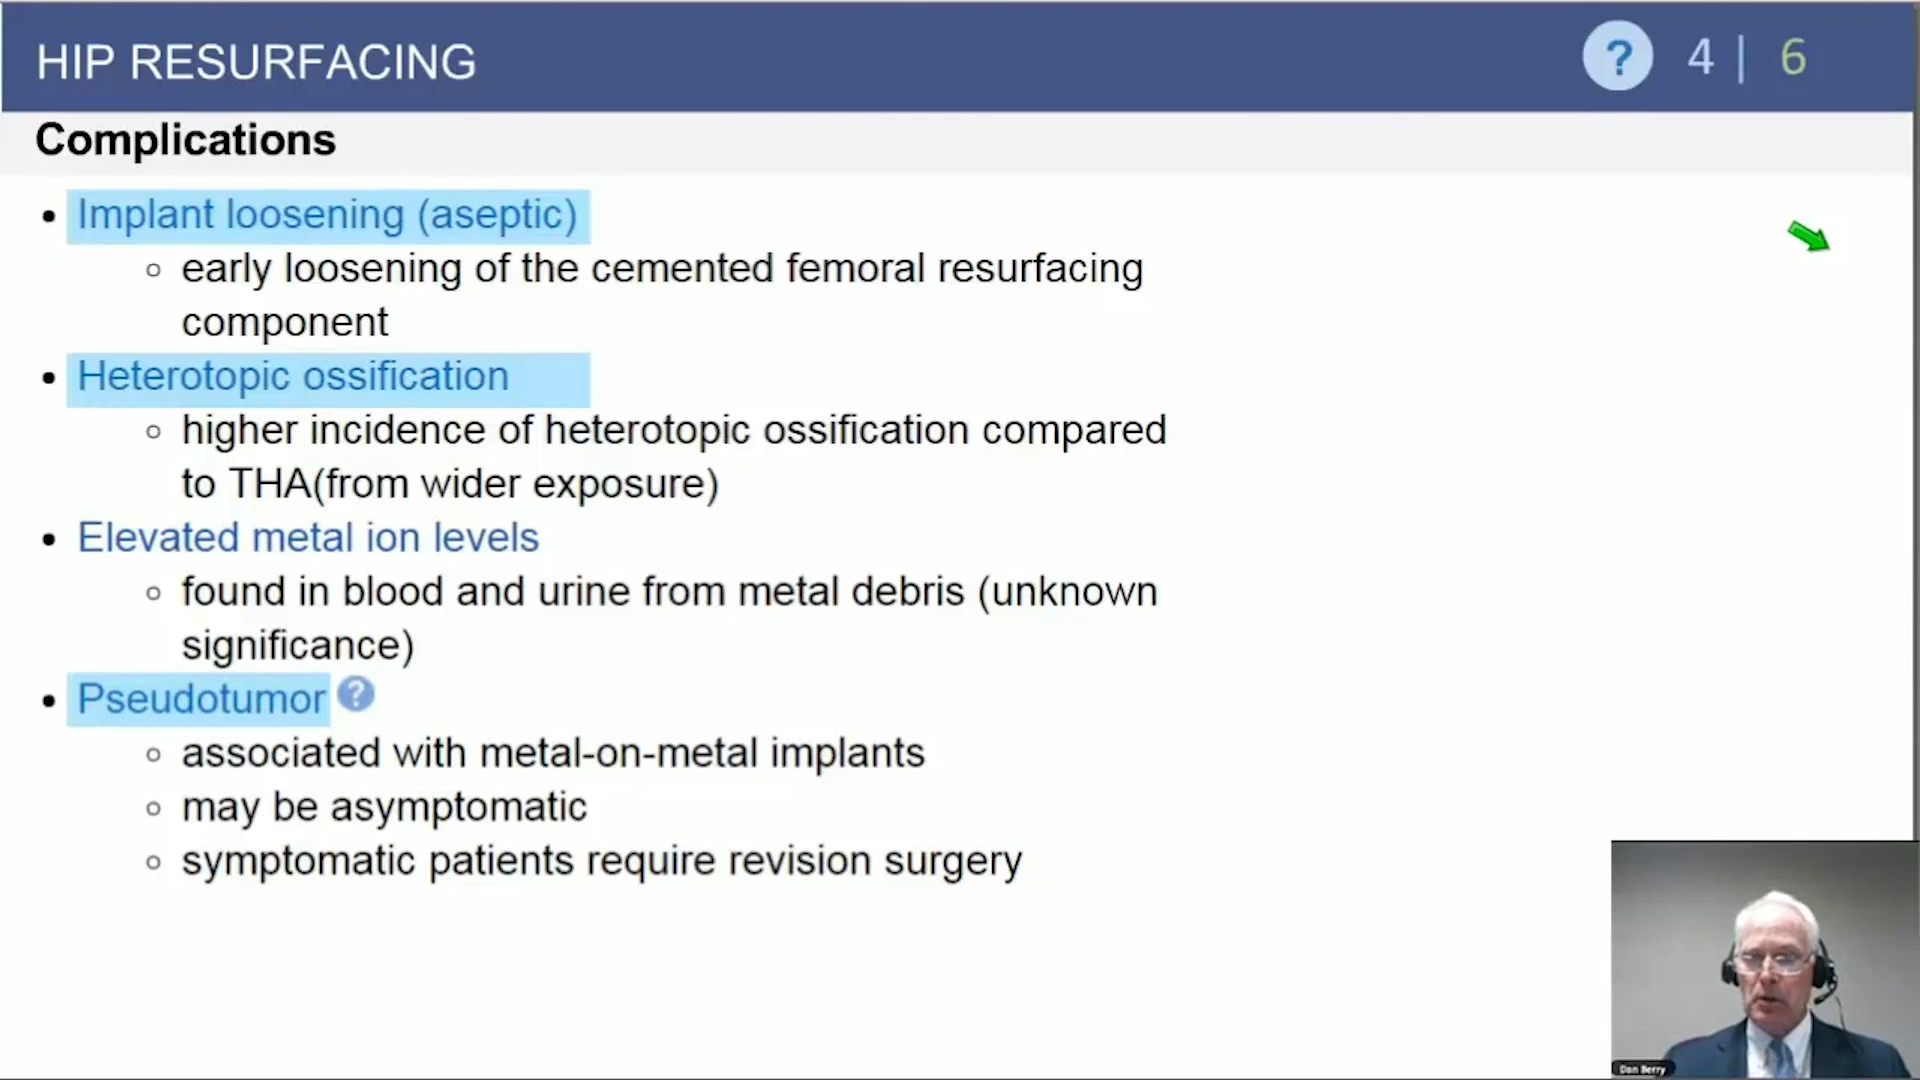 HIP RESURFACING
? 4 | 6
Complications
• Implant loosening (aseptic)
○ early loosening of the cemented femoral resurfacing
component
• Heterotopic ossification
○ higher incidence of heterotopic ossification compared
to THA(from wider exposure)
• Elevated metal ion levels
○ found in blood and urine from metal debris (unknown
significance)
• Pseudotumor ?
○ associated with metal-on-metal implants
○ may be asymptomatic
○ symptomatic patients require revision surgery
Dan Berry